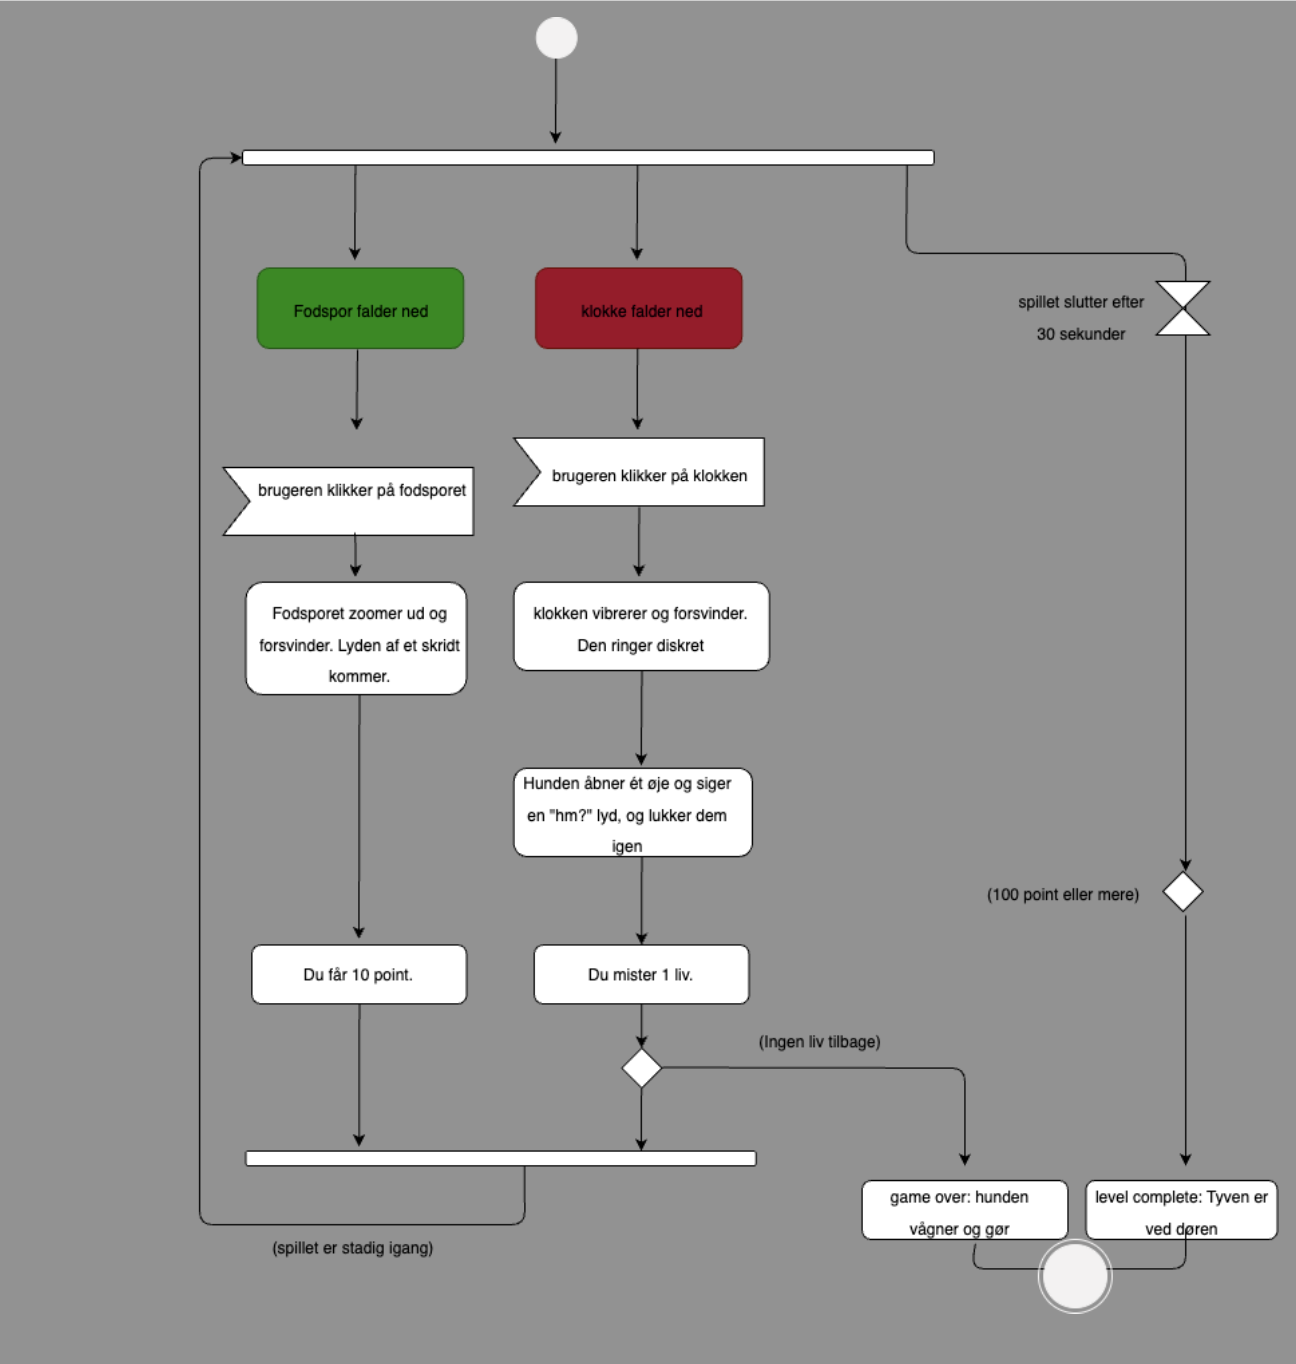 Fodspor falder ned
klokke falder ned
spillet slutter efter
30 sekunder
brugeren klikker på fodsporet
brugeren klikker på klokken
Fodsporet zoomer ud og
forsvinder. Lyden af et skridt
kommer.
klokken vibrerer og forsvinder.
Den ringer diskret
Hunden åbner ét øje og siger
en "hm?" lyd, og lukker dem
igen
(100 point eller mere)
Du får 10 point.
Du mister 1 liv.
(Ingen liv tilbage)
game over: hunden
vågner og gør
level complete: Tyven er
ved døren
(spillet er stadig igang)